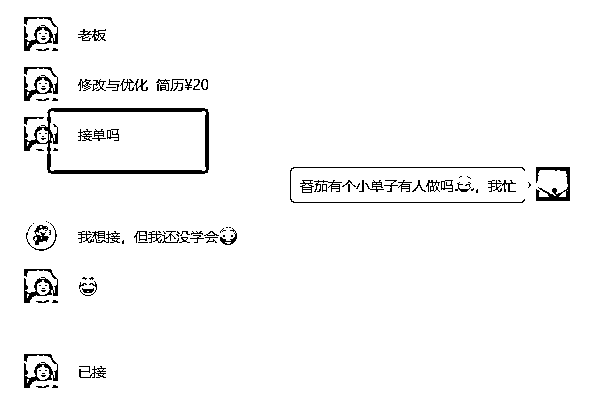 老板
修改与优化 简历¥20
接单吗
番茄有个小单子有人做吗，我忙
我想接，但我还没学会
已接